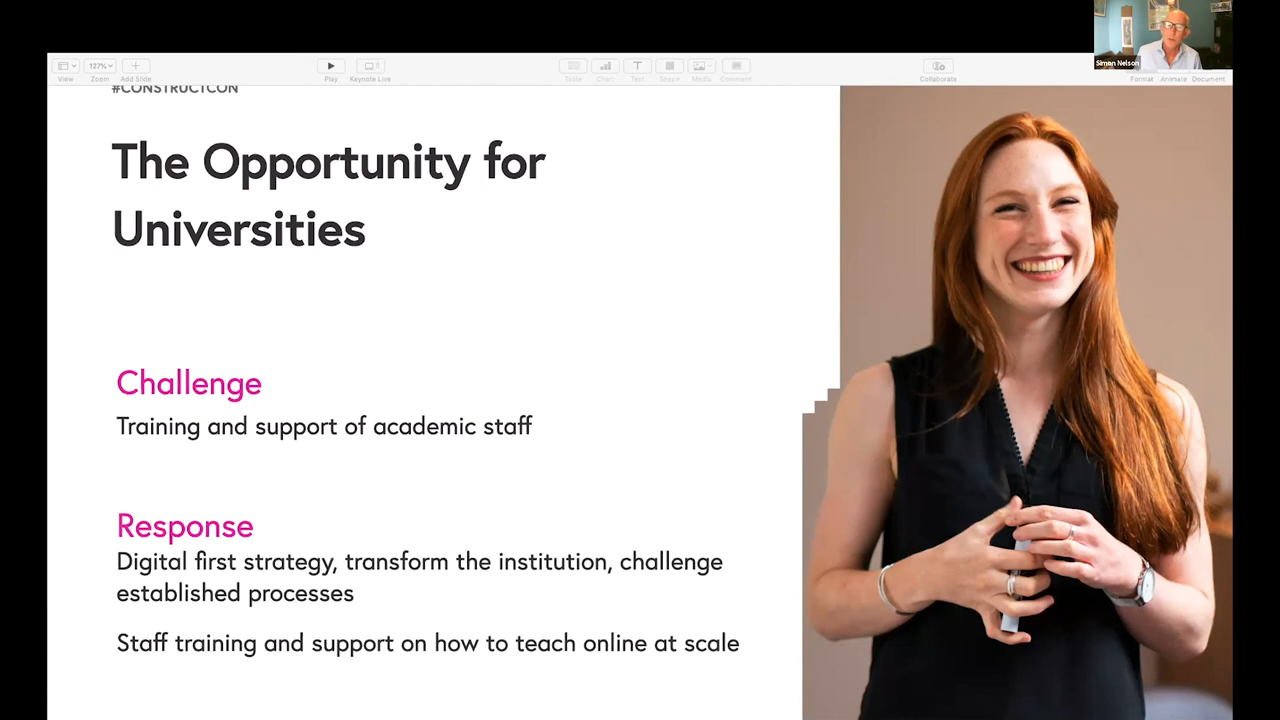 Simon Nelson
127%
View
Zoom
Add Slide
Play
Keynote Live
Table
Chart
Text
Shape
Media
Comment
Collaborate
Format
Animate
Document
#CONSTRUCTCON
The Opportunity for
Universities
Challenge
Training and support of academic staff
Response
Digital first strategy, transform the institution, challenge
established processes
Staff training and support on how to teach online at scale